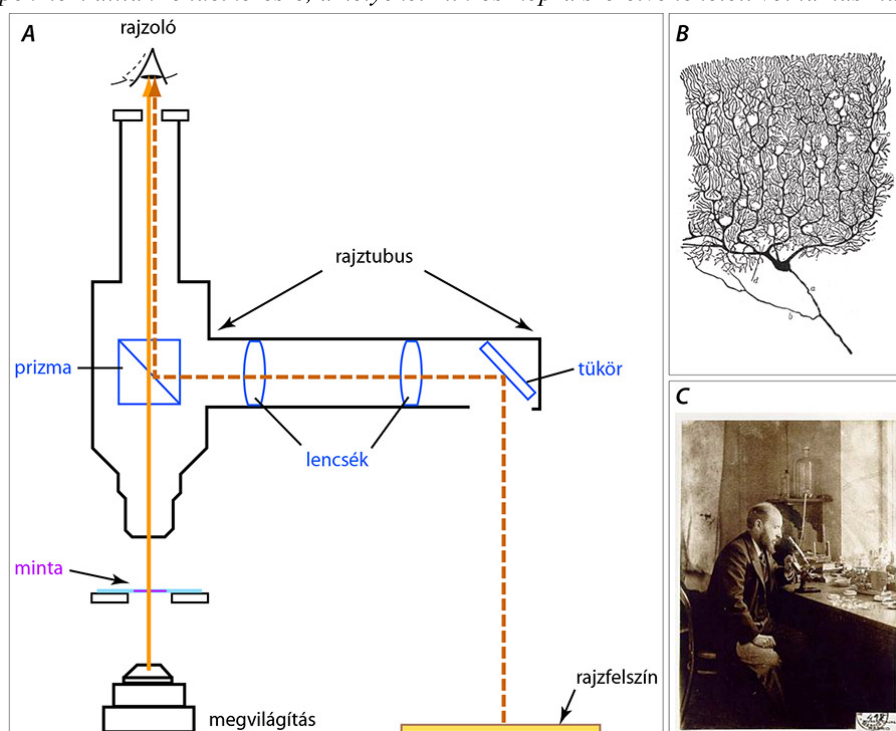 A
rajzoló
rajztubus
prizma
tükör
lencsék
minta
rajzfelszín
megvilágítás
B
a
b
C